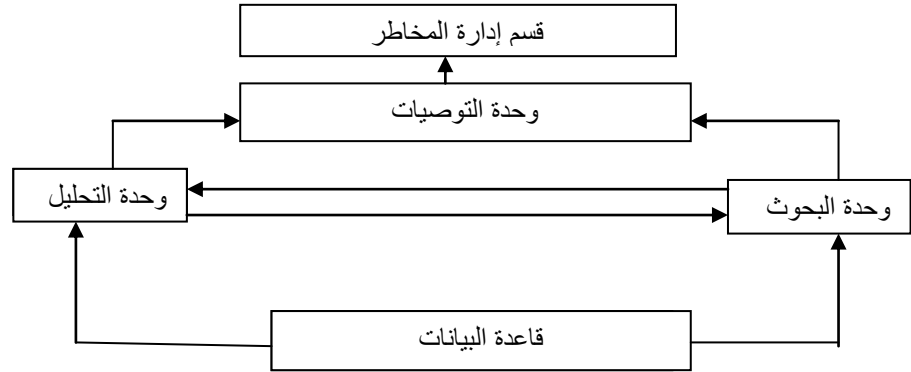 قسم إدارة المخاطر
وحدة التوصيات
وحدة البحوث
وحدة التحليل
قاعدة البيانات